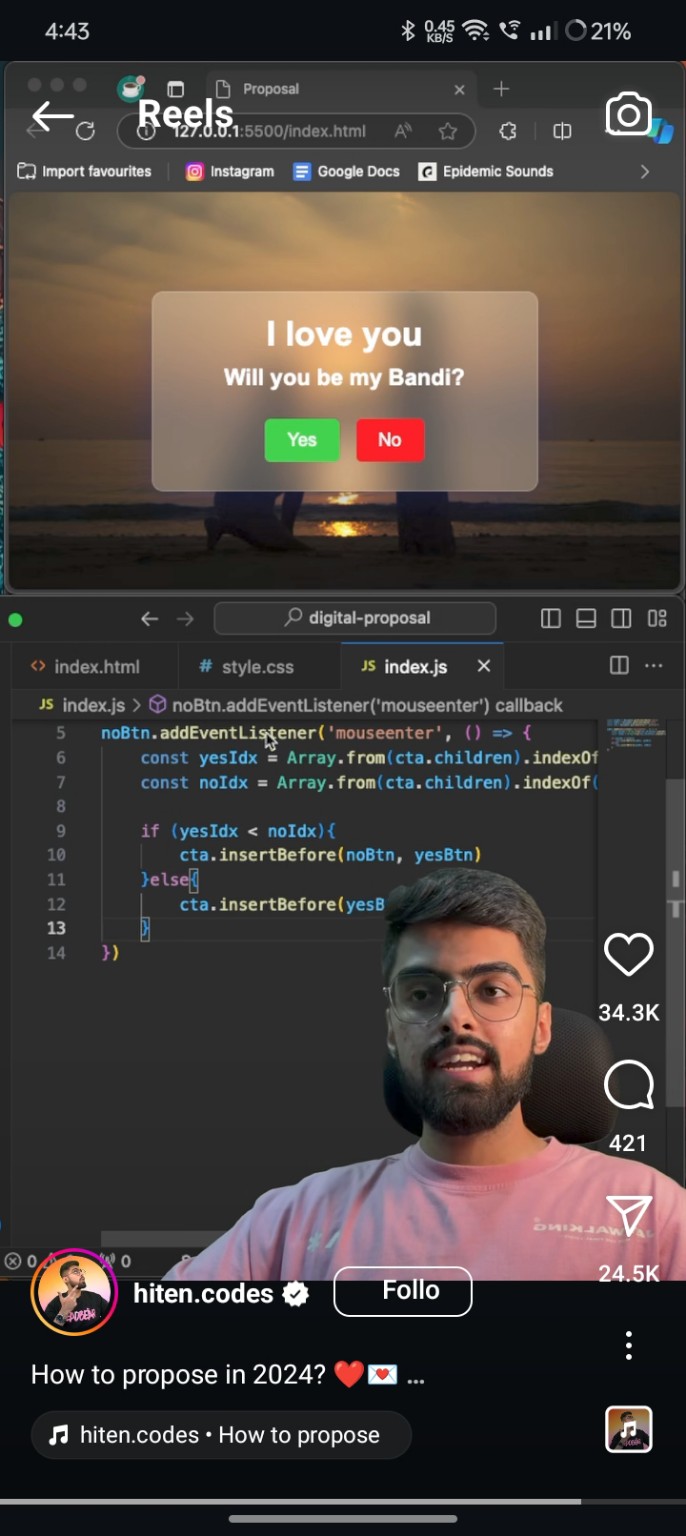 4:43
0.45
KB/S
21%
Proposal
Reels
127.0.0.1:5500/index.html
Import favourites
Instagram
Google Docs
Epidemic Sounds
I love you
Will you be my Bandi?
Yes
No
digital-proposal
index.html
# style.css
JS index.js
JS index.js > noBtn.addEventListener('mouseenter') callback
5 noBtn.addEventListener('mouseenter', () => {
6 const yesIdx = Array.from(cta.children).indexOf
7 const noIdx = Array.from(cta.children).indexOf(
8
9 if (yesIdx < noIdx){
10 cta.insertBefore(noBtn, yesBtn)
11 }else{
12 cta.insertBefore(yesB
13 }
14 })
34.3K
421
24.5K
0
0
hiten.codes
Follo
How to propose in 2024? ❤️💌 ...
hiten.codes • How to propose